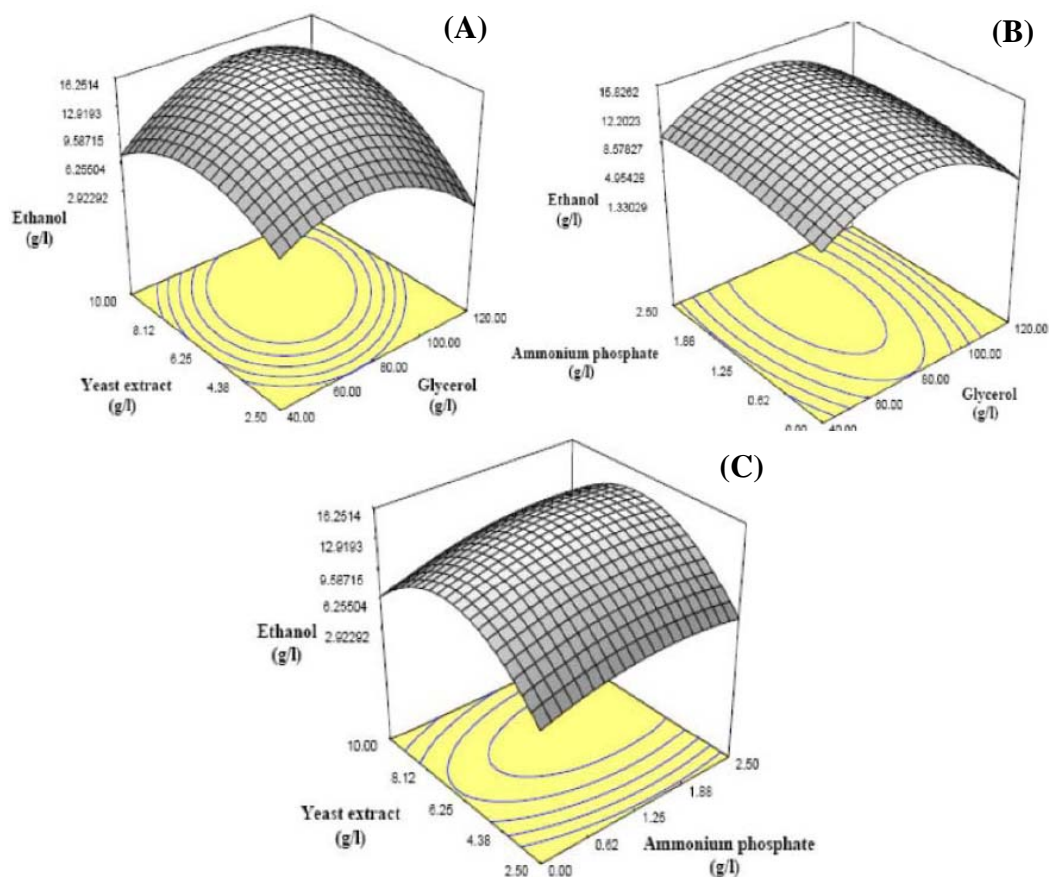 (A)
16.2514
12.9193
9.58715
6.25504
2.92292
Ethanol
(g/l)
10.00
8.12
6.25
4.38
2.50
Yeast extract
(g/l)
40.00
60.00
80.00
100.00
120.00
Glycerol
(g/l)
(B)
15.8262
12.2023
8.57827
4.95428
1.33029
Ethanol
(g/l)
2.50
1.88
1.25
0.62
0.00
Ammonium phosphate
(g/l)
40.00
60.00
80.00
100.00
120.00
Glycerol
(g/l)
(C)
16.2514
12.9193
9.58715
6.25504
2.92292
Ethanol
(g/l)
10.00
8.12
6.25
4.38
2.50
Yeast extract
(g/l)
0.00
0.62
1.25
1.88
2.50
Ammonium phosphate
(g/l)